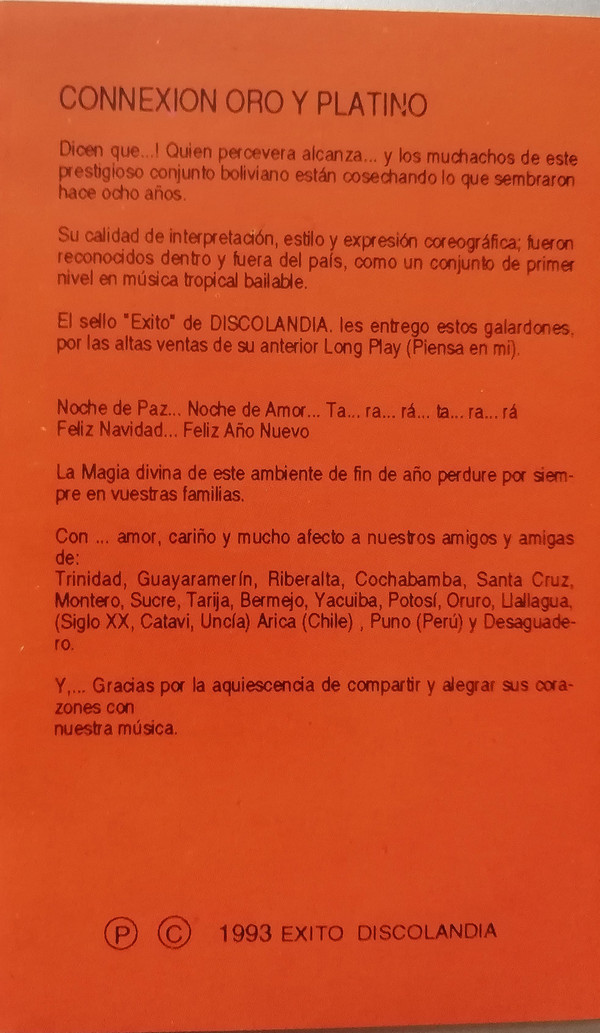 CONNEXION ORO Y PLATINO
Dicen que...! Quien percevera alcanza... y los muchachos de este
prestigioso conjunto boliviano están cosechando lo que sembraron
hace ocho años.
Su calidad de interpretación, estilo y expresión coreográfica; fueron
reconocidos dentro y fuera del país, como un conjunto de primer
nivel en música tropical bailable.
El sello "Exito" de DISCOLANDIA. les entrego estos galardones,
por las altas ventas de su anterior Long Play (Piensa en mí).
Noche de Paz... Noche de Amor... Ta... ra... rá... ta... ra... rá
Feliz Navidad... Feliz Año Nuevo
La Magia divina de este ambiente de fin de año perdure por siem-
pre en vuestras familias.
Con ... amor, cariño y mucho afecto a nuestros amigos y amigas
de:
Trinidad, Guayaramerín, Riberalta, Cochabamba, Santa Cruz,
Montero, Sucre, Tarija, Bermejo, Yacuiba, Potosí, Oruro, Llallagua,
(Siglo XX, Catavi, Uncía) Arica (Chile) , Puno (Perú) y Desaguade-
ro.
Y,... Gracias por la aquiescencia de compartir y alegrar sus cora-
zones con
nuestra música.
Ⓟ Ⓒ 1993 EXITO DISCOLANDIA